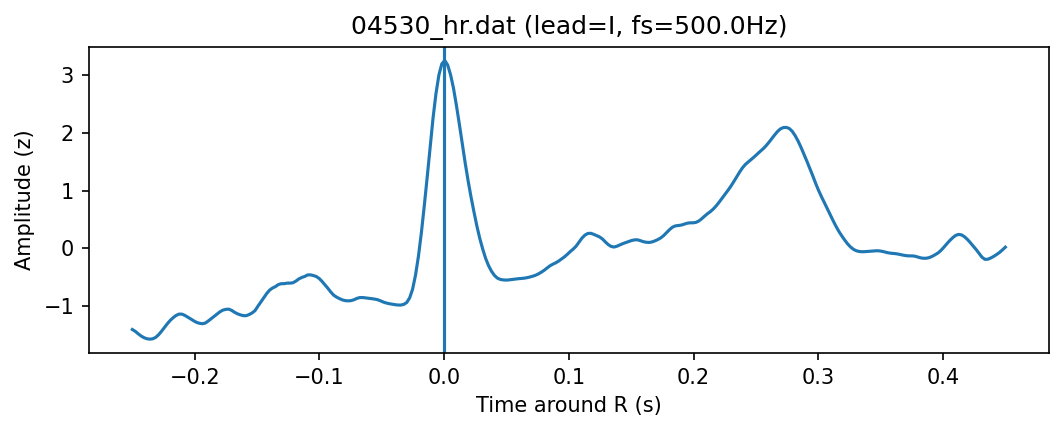 04530_hr.dat (lead=I, fs=500.0Hz)
Amplitude (z)
3
2
1
0
−1
−0.2 −0.1 0.0 0.1 0.2 0.3 0.4
Time around R (s)